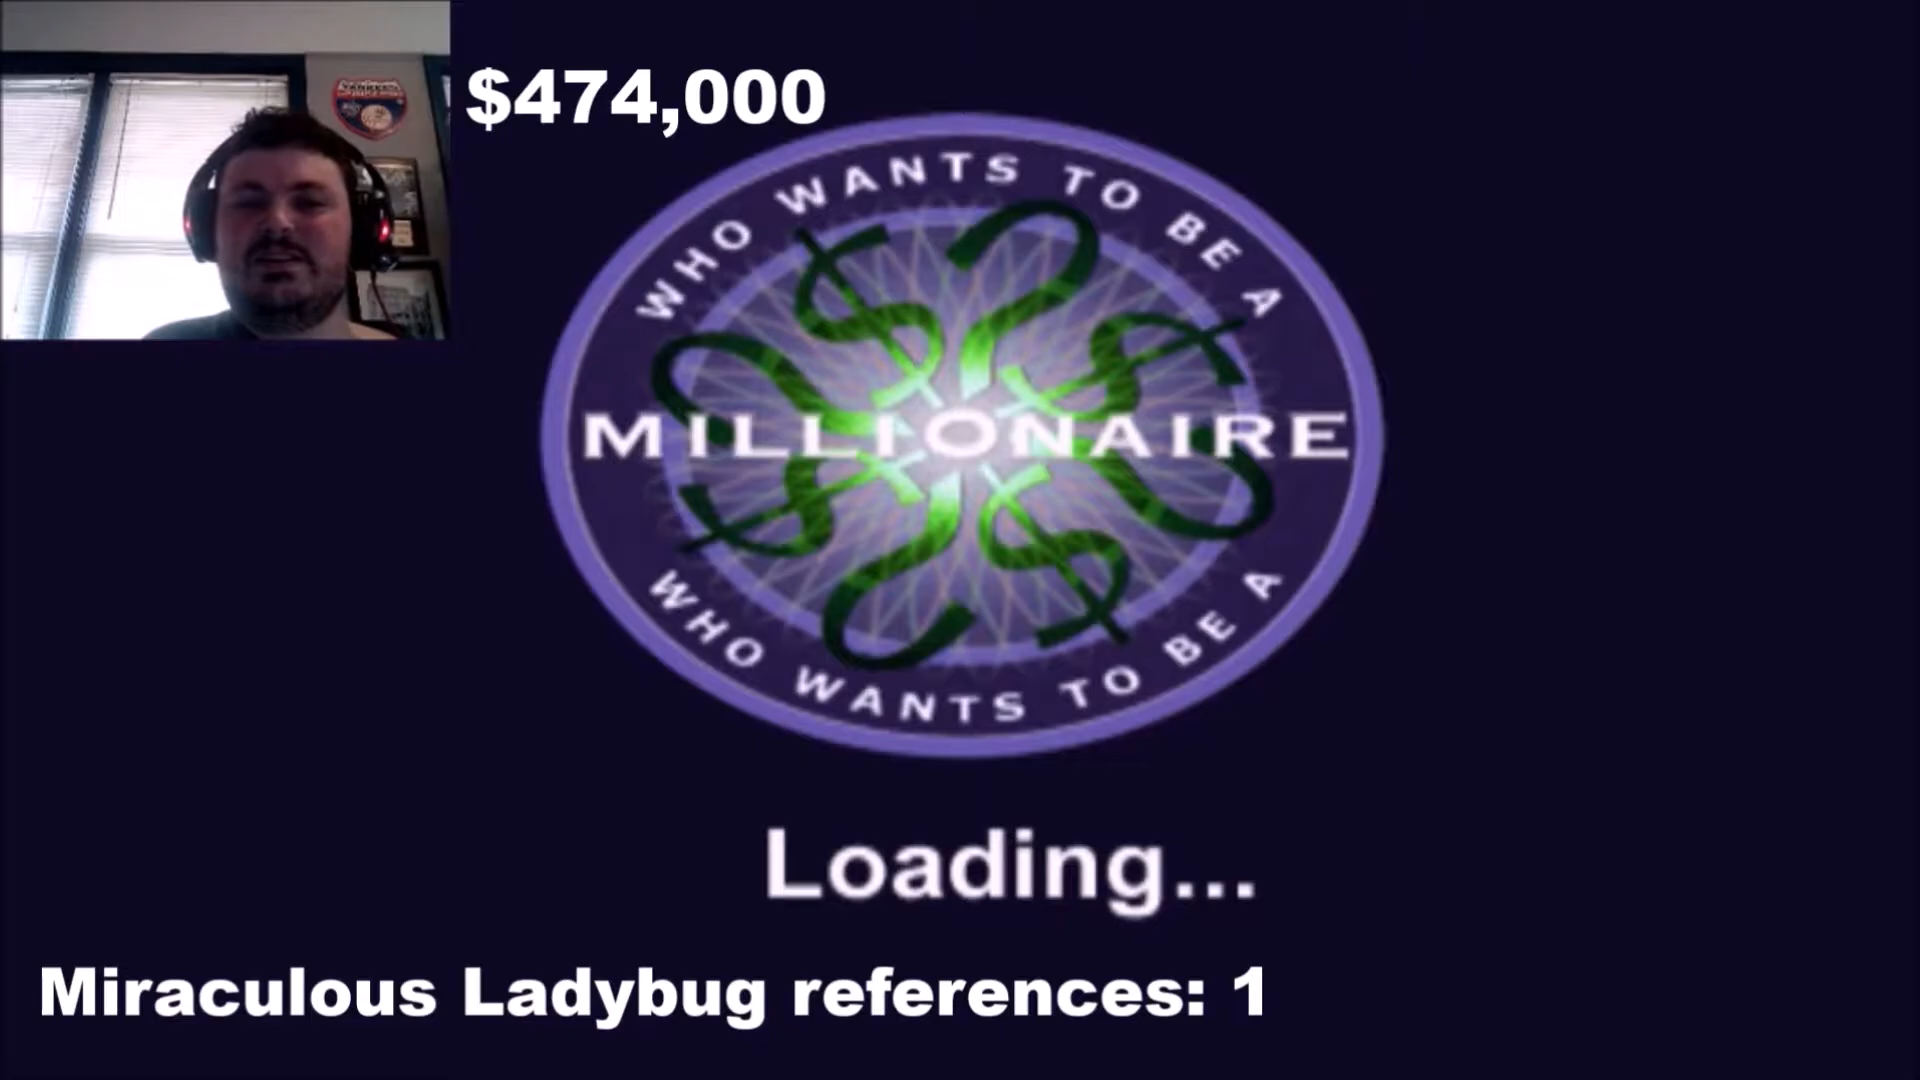 $474,000
WHO WANTS TO BE A
MILLIONAIRE
WHO WANTS TO BE A
Loading...
Miraculous Ladybug references: 1